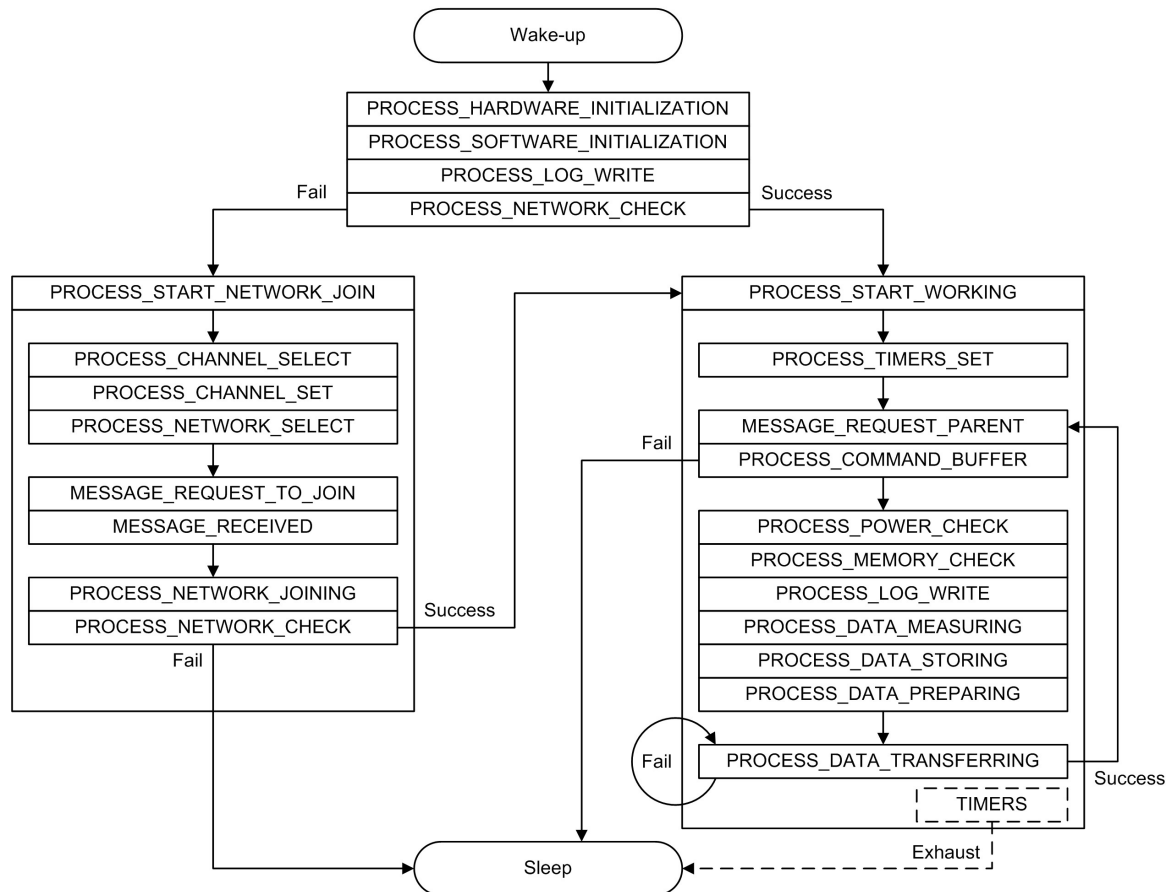 Wake-up
PROCESS_HARDWARE_INITIALIZATION
PROCESS_SOFTWARE_INITIALIZATION
PROCESS_LOG_WRITE
Fail
Success
PROCESS_NETWORK_CHECK
PROCESS_START_NETWORK_JOIN
PROCESS_CHANNEL_SELECT
PROCESS_CHANNEL_SET
PROCESS_NETWORK_SELECT
MESSAGE_REQUEST_TO_JOIN
MESSAGE_RECEIVED
PROCESS_NETWORK_JOINING
PROCESS_NETWORK_CHECK
Success
Fail
PROCESS_START_WORKING
PROCESS_TIMERS_SET
MESSAGE_REQUEST_PARENT
Fail
PROCESS_COMMAND_BUFFER
PROCESS_POWER_CHECK
PROCESS_MEMORY_CHECK
PROCESS_LOG_WRITE
PROCESS_DATA_MEASURING
PROCESS_DATA_STORING
PROCESS_DATA_PREPARING
Fail
PROCESS_DATA_TRANSFERRING
Success
TIMERS
Exhaust
Sleep